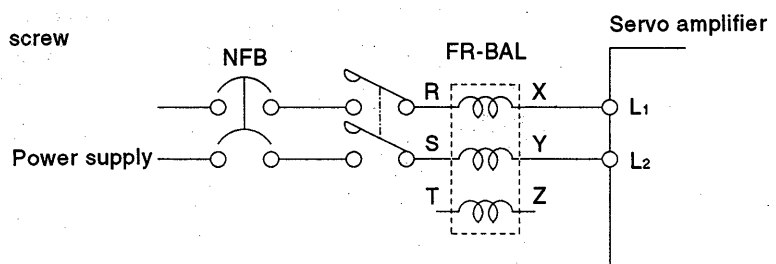 Servo amplifier
screw
NFB
FR-BAL
R X L1
Power supply S Y L2
T Z